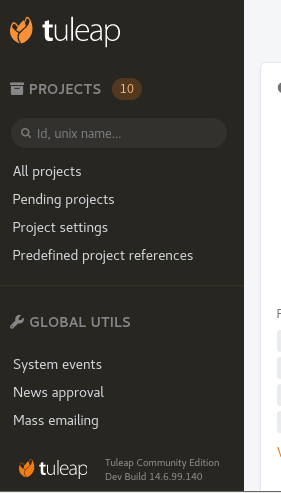 tuleap
PROJECTS 10
Id, unix name...
All projects
Pending projects
Project settings
Predefined project references
GLOBAL UTILS
System events
News approval
Mass emailing
tuleap
Tuleap Community Edition
Dev Build 14.6.99.140